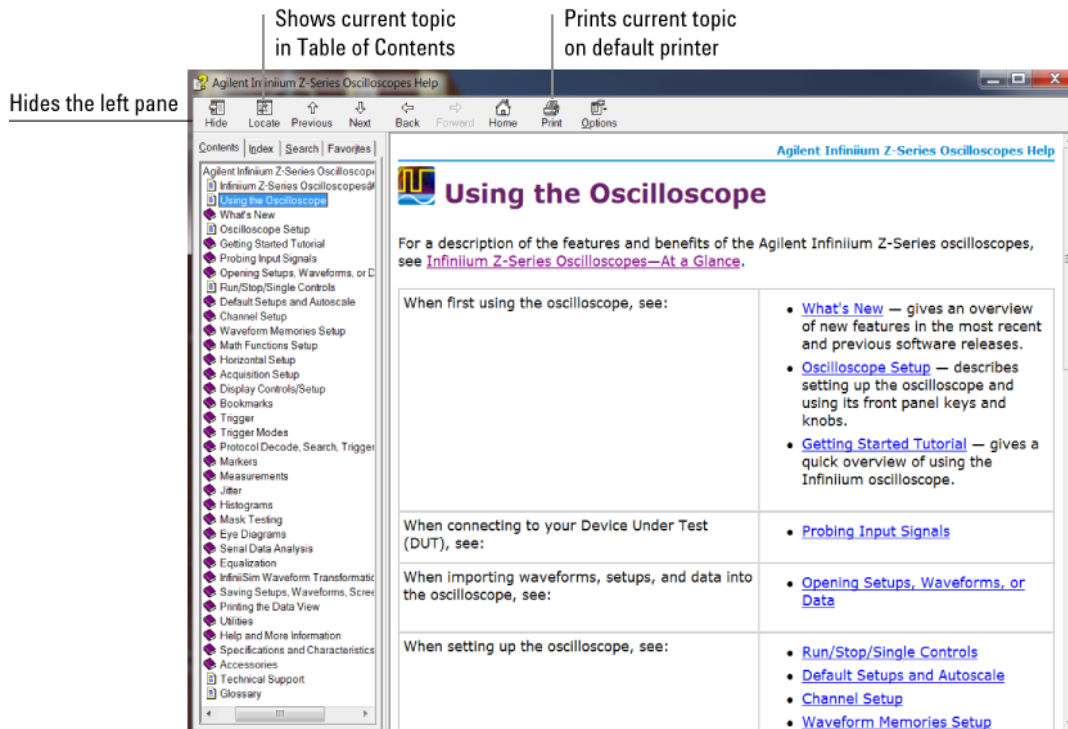 Shows current topic
in Table of Contents
Prints current topic
on default printer
Hides the left pane
Agilent Infiniium Z-Series Oscilloscopes Help
Hide Locate Previous Next Back Forward Home Print Options
Contents Index Search Favorites
Agilent Infiniium Z-Series Oscilloscope
Infiniium Z-Series Oscilloscopesâ
Using the Oscilloscope
What's New
Oscilloscope Setup
Getting Started Tutorial
Probing Input Signals
Opening Setups, Waveforms, or D
Run/Stop/Single Controls
Default Setups and Autoscale
Channel Setup
Waveform Memories Setup
Math Functions Setup
Horizontal Setup
Acquisition Setup
Display Controls/Setup
Bookmarks
Trigger
Trigger Modes
Protocol Decode, Search, Trigger
Markers
Measurements
Jitter
Histograms
Mask Testing
Eye Diagrams
Serial Data Analysis
Equalization
InfiniiSim Waveform Transformatic
Saving Setups, Waveforms, Scree
Printing the Data View
Utilities
Help and More Information
Specifications and Characteristics
Accessories
Technical Support
Glossary
Agilent Infiniium Z-Series Oscilloscopes Help
Using the Oscilloscope
For a description of the features and benefits of the Agilent Infiniium Z-Series oscilloscopes,
see Infiniium Z-Series Oscilloscopes—At a Glance.
When first using the oscilloscope, see:
• What's New — gives an overview
of new features in the most recent
and previous software releases.
• Oscilloscope Setup — describes
setting up the oscilloscope and
using its front panel keys and
knobs.
• Getting Started Tutorial — gives a
quick overview of using the
Infiniium oscilloscope.
When connecting to your Device Under Test
(DUT), see:
• Probing Input Signals
When importing waveforms, setups, and data into
the oscilloscope, see:
• Opening Setups, Waveforms, or
Data
When setting up the oscilloscope, see:
• Run/Stop/Single Controls
• Default Setups and Autoscale
• Channel Setup
• Waveform Memories Setup